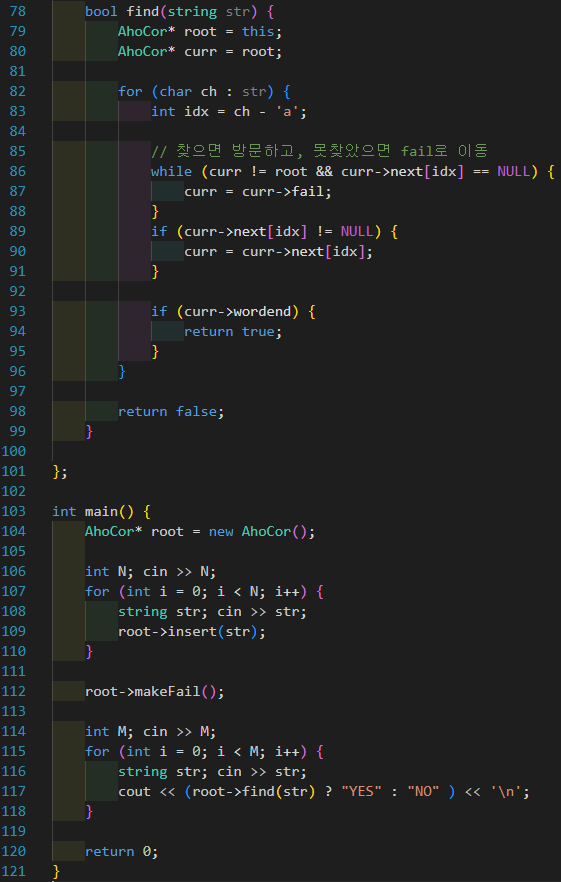 78 bool find(string str) {
79 AhoCor* root = this;
80 AhoCor* curr = root;
81
82 for (char ch : str) {
83 int idx = ch - 'a';
84
85 // 찾으면 방문하고, 못찾았으면 fail로 이동
86 while (curr != root && curr->next[idx] == NULL) {
87 curr = curr->fail;
88 }
89 if (curr->next[idx] != NULL) {
90 curr = curr->next[idx];
91 }
92
93 if (curr->wordend) {
94 return true;
95 }
96 }
97
98 return false;
99 }
100
101 };
102
103 int main() {
104 AhoCor* root = new AhoCor();
105
106 int N; cin >> N;
107 for (int i = 0; i < N; i++) {
108 string str; cin >> str;
109 root->insert(str);
110 }
111
112 root->makeFail();
113
114 int M; cin >> M;
115 for (int i = 0; i < M; i++) {
116 string str; cin >> str;
117 cout << (root->find(str) ? "YES" : "NO" ) << '\n';
118 }
119
120 return 0;
121 }